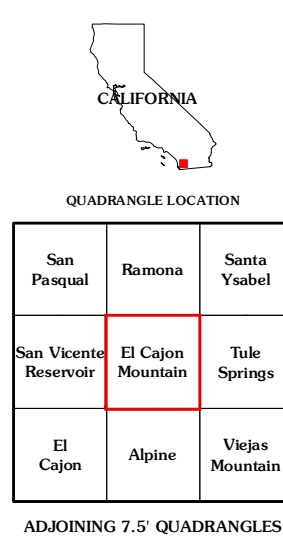 CALIFORNIA
QUADRANGLE LOCATION
San
Pasqual
Ramona
Santa
Ysabel
San Vicente
Reservoir
El Cajon
Mountain
Tule
Springs
El
Cajon
Alpine
Viejas
Mountain
ADJOINING 7.5' QUADRANGLES